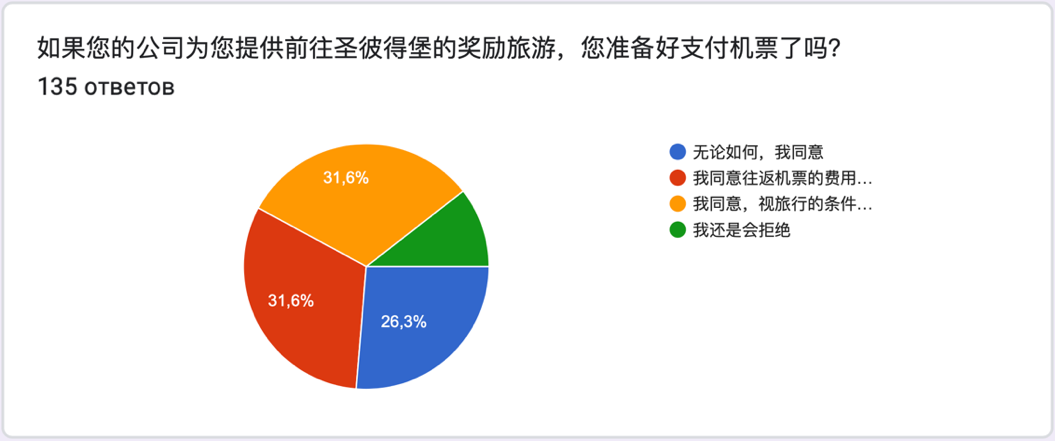 如果您的公司为您提供前往圣彼得堡的奖励旅游，您准备好支付机票了吗？
135 ответов
无论如何，我同意
我同意往返机票的费用…
我同意，视旅行的条件…
我还是会拒绝
31,6%
31,6%
26,3%